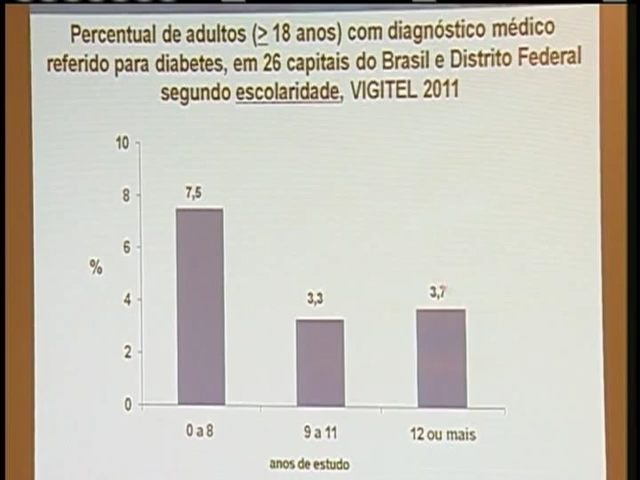 Percentual de adultos (≥ 18 anos) com diagnóstico médico
referido para diabetes, em 26 capitais do Brasil e Distrito Federal
segundo escolaridade, VIGITEL 2011
10
8
6
4
2
0
%
7,5
3,3
3,7
0 a 8
9 a 11
12 ou mais
anos de estudo